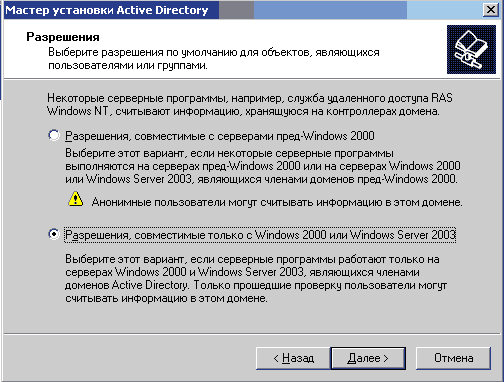 Мастер установки Active Directory
Разрешения
Выберите разрешения по умолчанию для объектов, являющихся
пользователями или группами.
Некоторые серверные программы, например, служба удаленного доступа RAS
Windows NT, считывают информацию, хранящуюся на контроллерах домена.
Разрешения, совместимые с серверами пред-Windows 2000
Выберите этот вариант, если некоторые серверные программы
выполняются на серверах пред-Windows 2000 или на серверах Windows 2000
или Windows Server 2003, являющихся членами доменов пред-Windows 2000.
Анонимные пользователи могут считывать информацию в этом домене.
Разрешения, совместимые только с Windows 2000 или Windows Server 2003
Выберите этот вариант, если серверные программы работают только на
серверах Windows 2000 и Windows Server 2003, являющихся членами
доменов Active Directory. Только прошедшие проверку пользователи могут
считывать информацию в этом домене.
< Назад Далее > Отмена